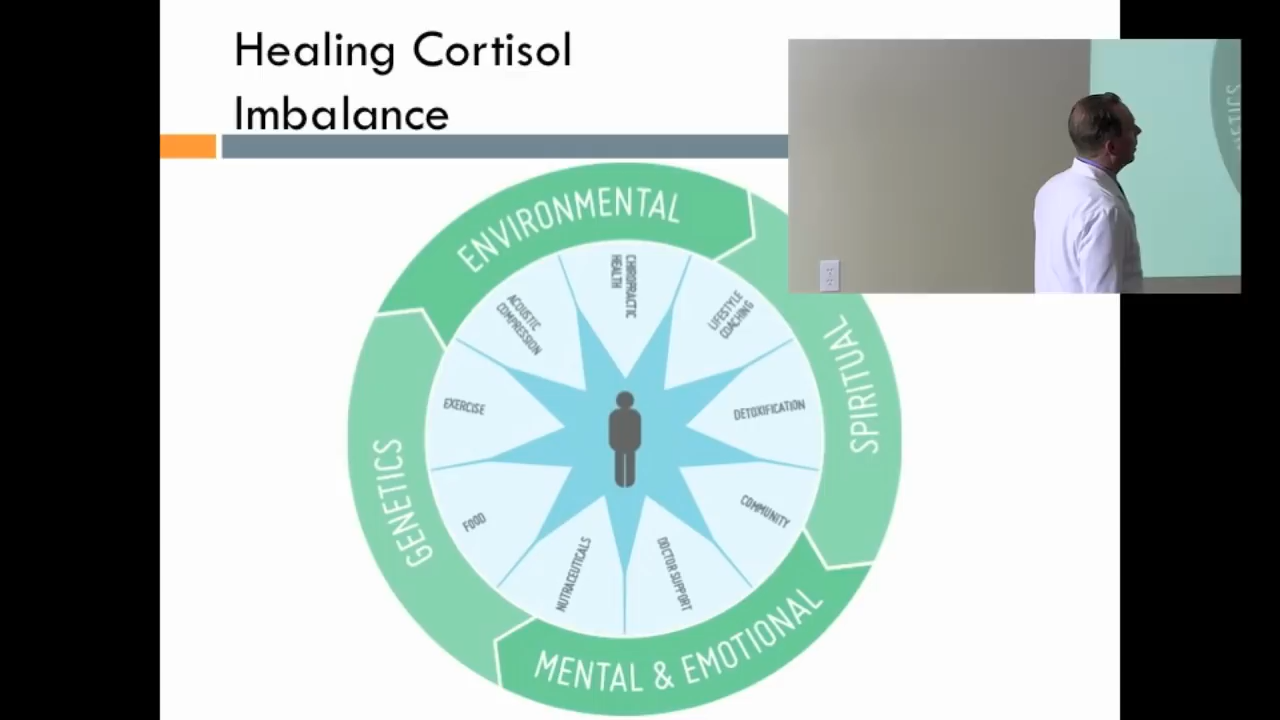 Healing Cortisol
Imbalance
ENVIRONMENTAL
SPIRITUAL
MENTAL & EMOTIONAL
GENETICS
CHIROPRACTIC
HEALTH
LIFESTYLE
COACHING
DETOXIFICATION
COMMUNITY
DOCTOR SUPPORT
NUTRACEUTICALS
FOOD
EXERCISE
ACOUSTIC
COMPRESSION
ETICS